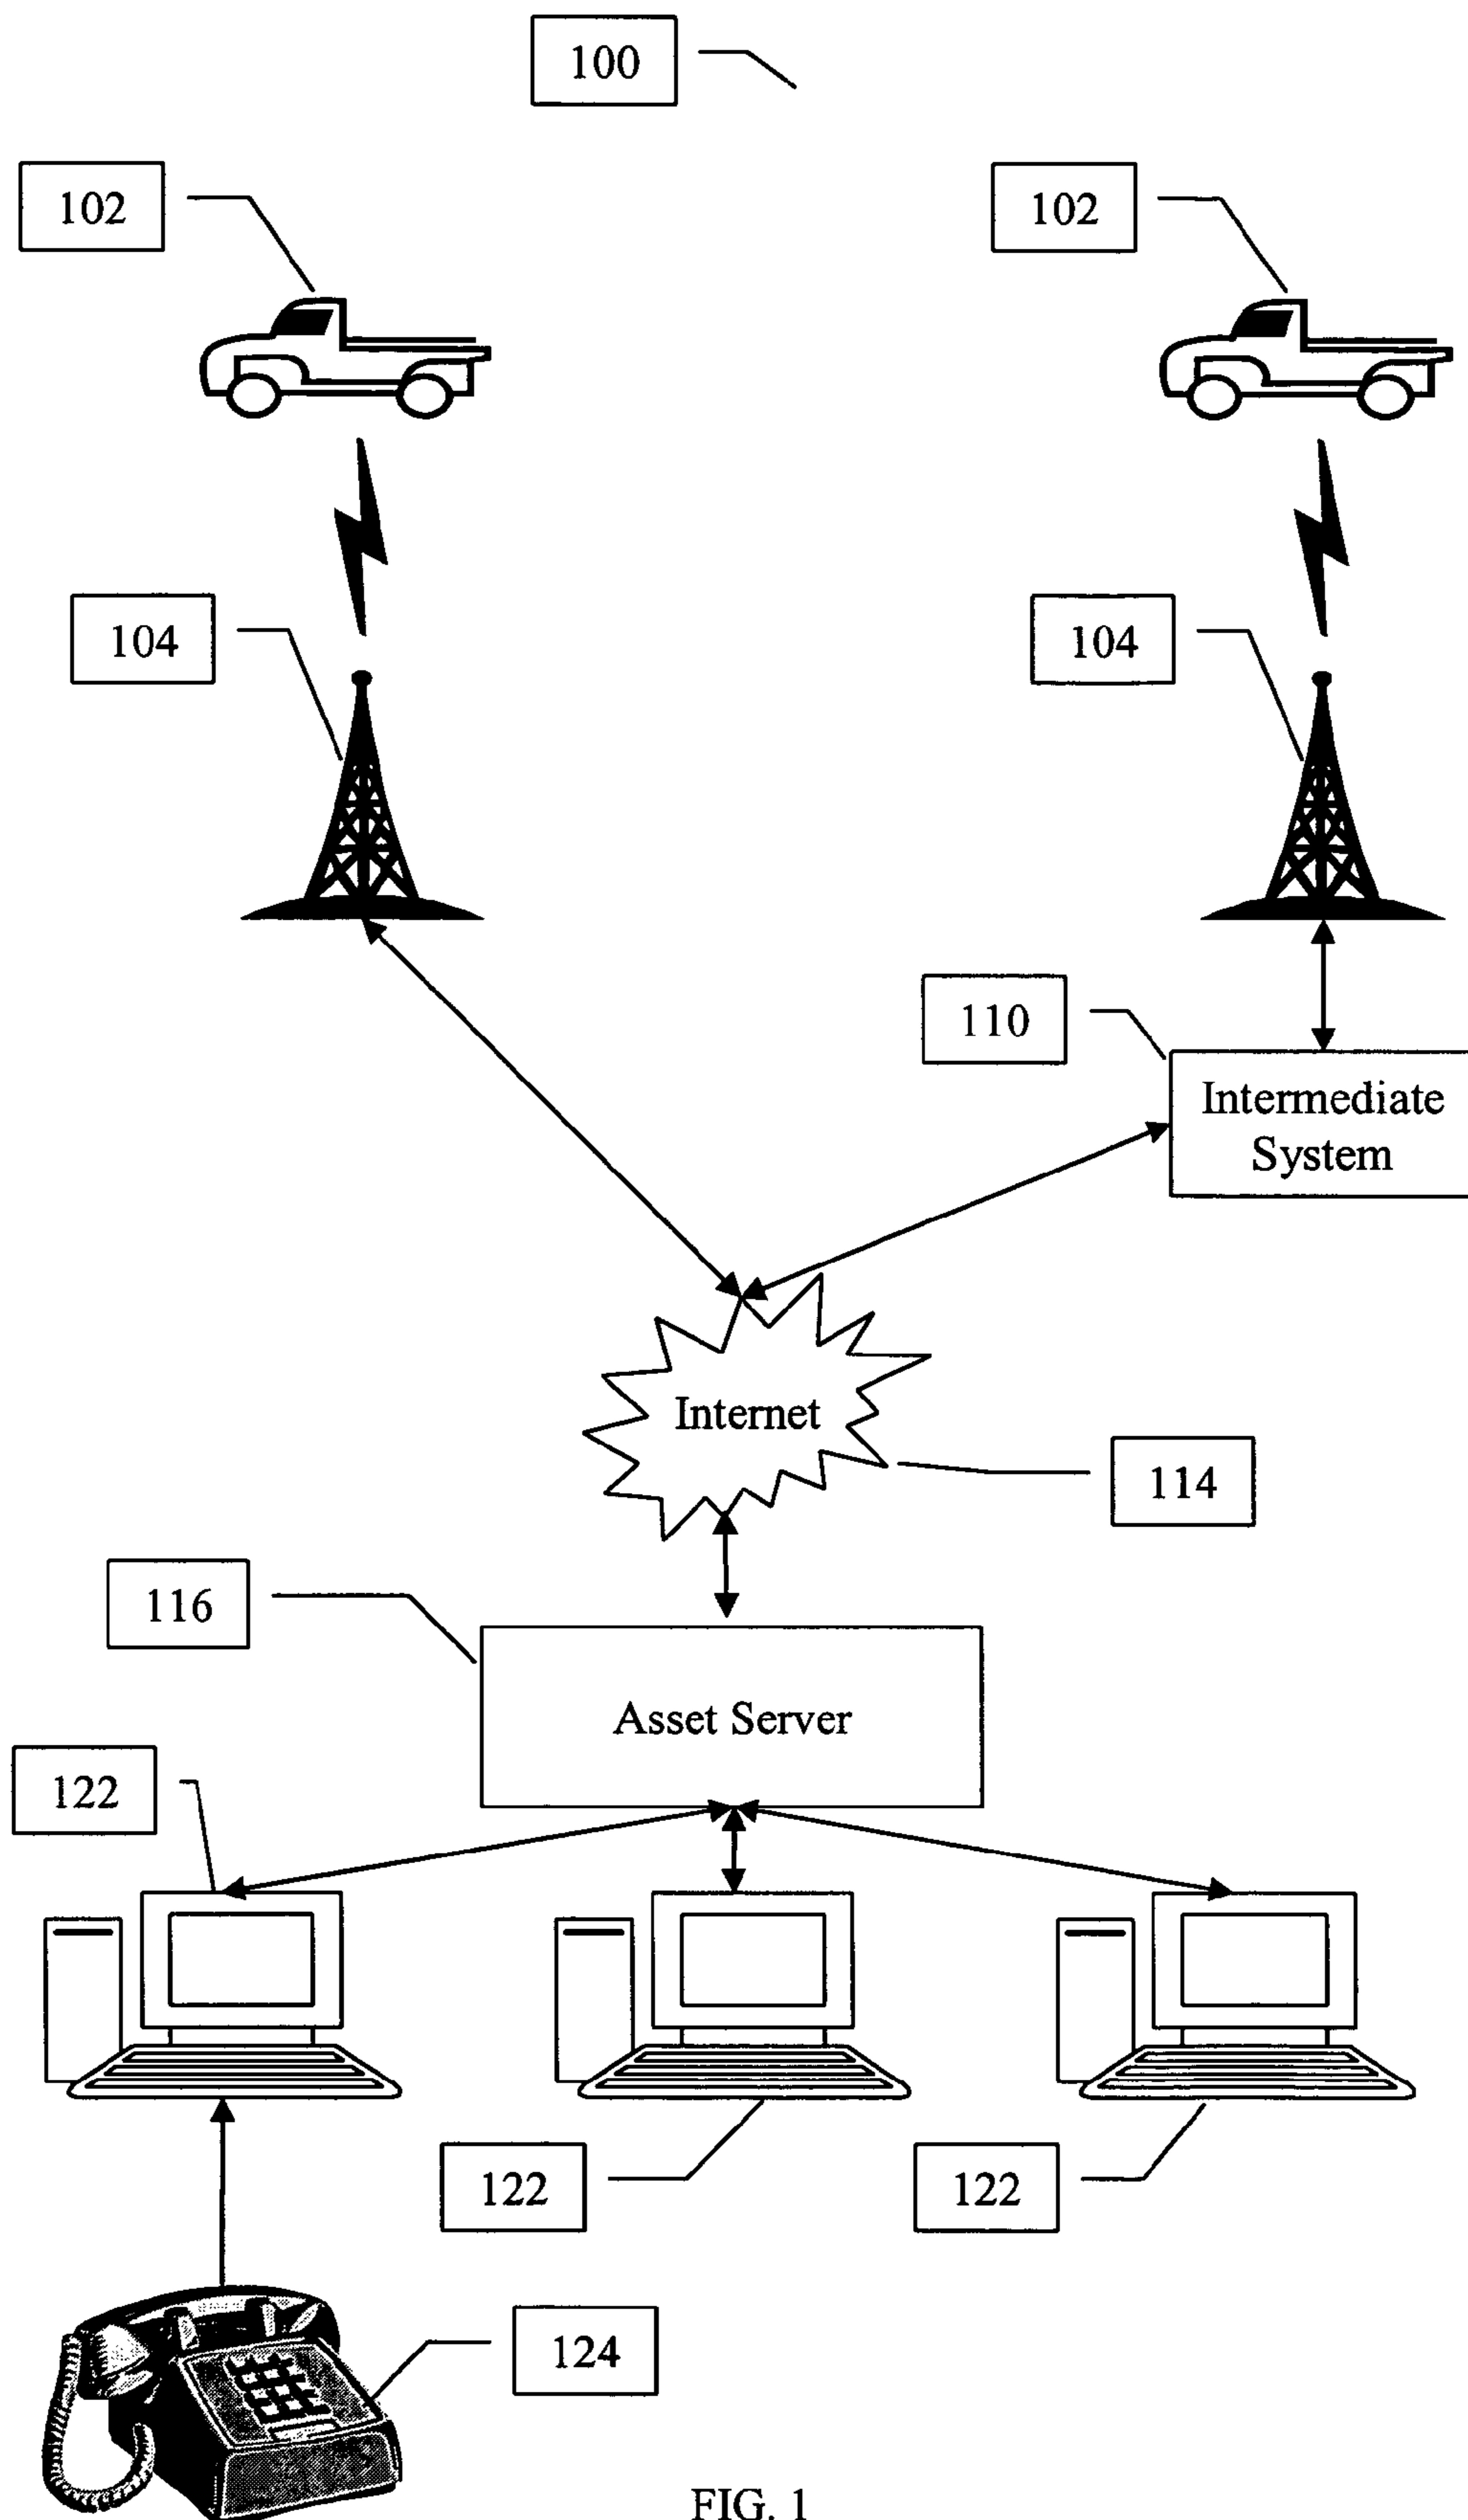 100
102
102
104
104
110
Intermediate
System
Internet
114
116
Asset Server
122
122
122
124
FIG. 1